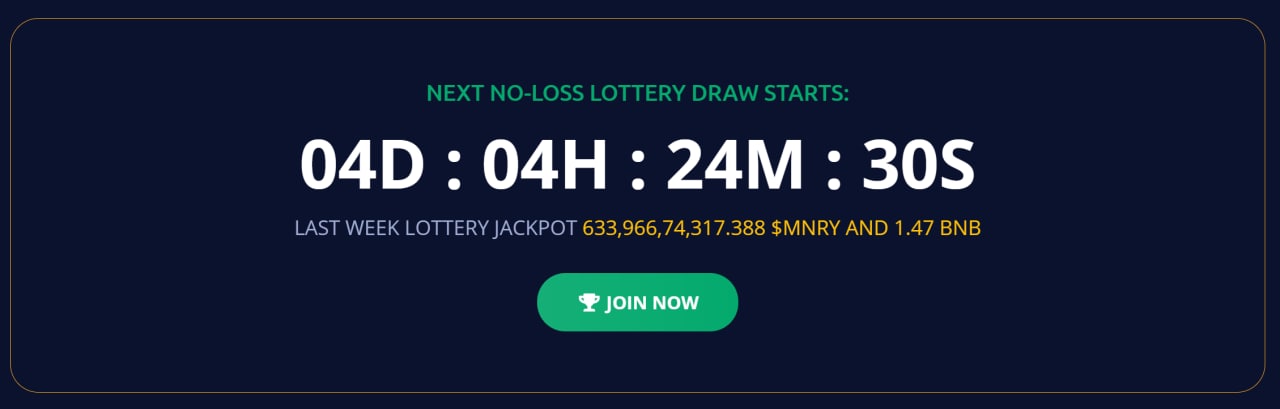 NEXT NO-LOSS LOTTERY DRAW STARTS:
04D : 04H : 24M : 30S
LAST WEEK LOTTERY JACKPOT 633,966,74,317.388 $MNRY AND 1.47 BNB
JOIN NOW